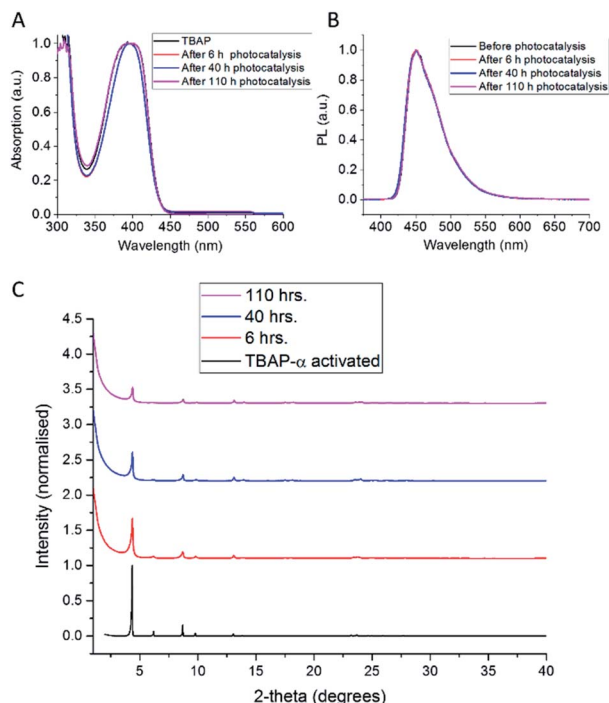 A
Absorption (a.u.)
1.0
0.8
0.6
0.4
0.2
0.0
300 350 400 450 500 550 600
Wavelength (nm)
TBAP
After 6 h photocatalysis
After 40 h photocatalysis
After 110 h photocatalysis
B
PL (a.u.)
1.0
0.8
0.6
0.4
0.2
0.0
400 450 500 550 600 650 700
Wavelength (nm)
Before photocatalysis
After 6 h photocatalysis
After 40 h photocatalysis
After 110 h photocatalysis
C
110 hrs.
40 hrs.
6 hrs.
TBAP-α activated
Intensity (normalised)
4.5
4.0
3.5
3.0
2.5
2.0
1.5
1.0
0.5
0.0
5 10 15 20 25 30 35 40
2-theta (degrees)